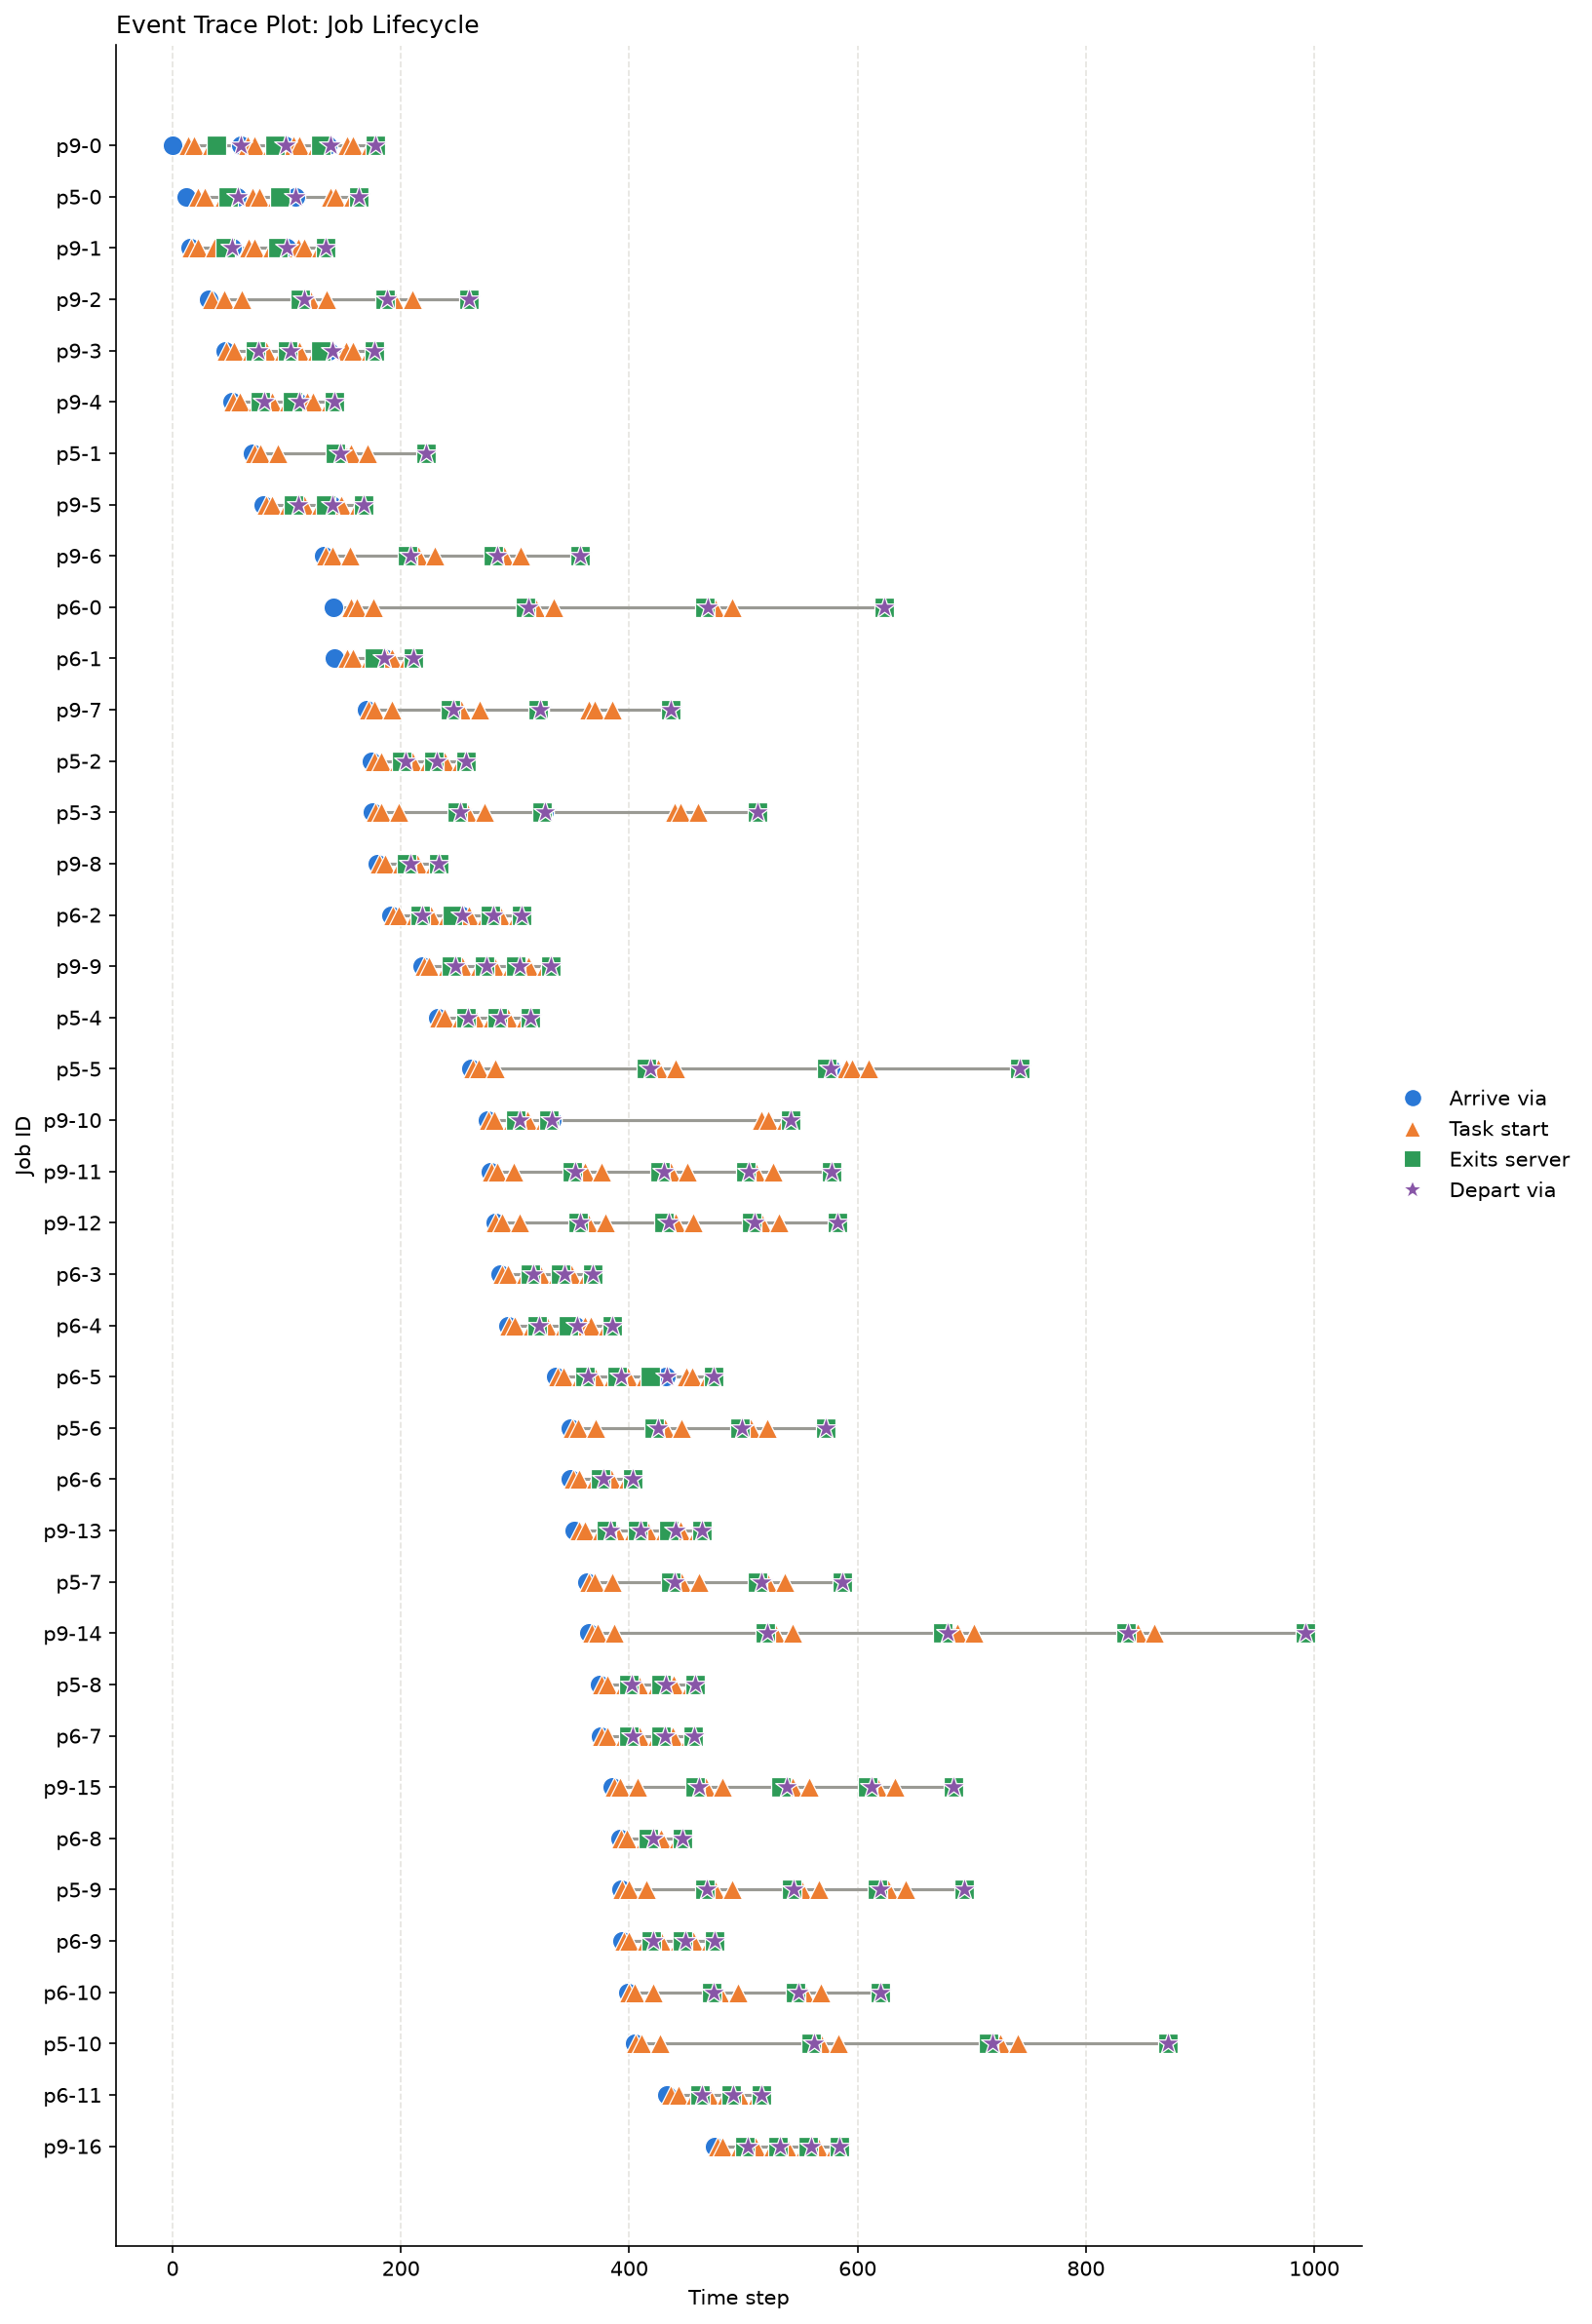 Event Trace Plot: Job Lifecycle
p9-0
p5-0
p9-1
p9-2
p9-3
p9-4
p5-1
p9-5
p9-6
p6-0
p6-1
p9-7
p5-2
p5-3
p9-8
p6-2
p9-9
p5-4
p5-5
p9-10
p9-11
p9-12
p6-3
p6-4
p6-5
p5-6
p6-6
p9-13
p5-7
p9-14
p5-8
p6-7
p9-15
p6-8
p5-9
p6-9
p6-10
p5-10
p6-11
p9-16
Job ID
0 200 400 600 800 1000
Time step
Arrive via
Task start
Exits server
Depart via